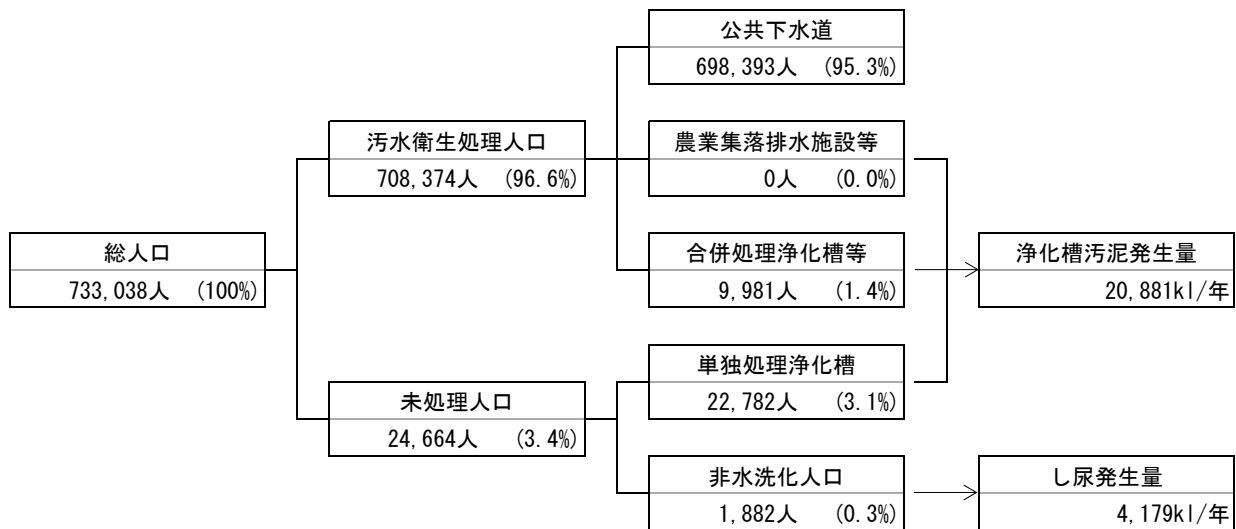 公共下水道
698,393人 (95.3%)
汚水衛生処理人口
708,374人 (96.6%)
農業集落排水施設等
0人 (0.0%)
総人口
733,038人 (100%)
合併処理浄化槽等
9,981人 (1.4%)
浄化槽汚泥発生量
20,881kl/年
単独処理浄化槽
22,782人 (3.1%)
未処理人口
24,664人 (3.4%)
非水洗化人口
1,882人 (0.3%)
し尿発生量
4,179kl/年